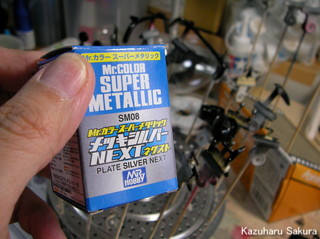 Mr.カラー スーパーメタリック
Mr.COLOR
SUPER
METALLIC
SM08
Mr.カラー スーパーメタリック
メッキシルバー
NEXT ネクスト
PLATE SILVER NEXT
MR HOBBY
Kazuharu Sakura